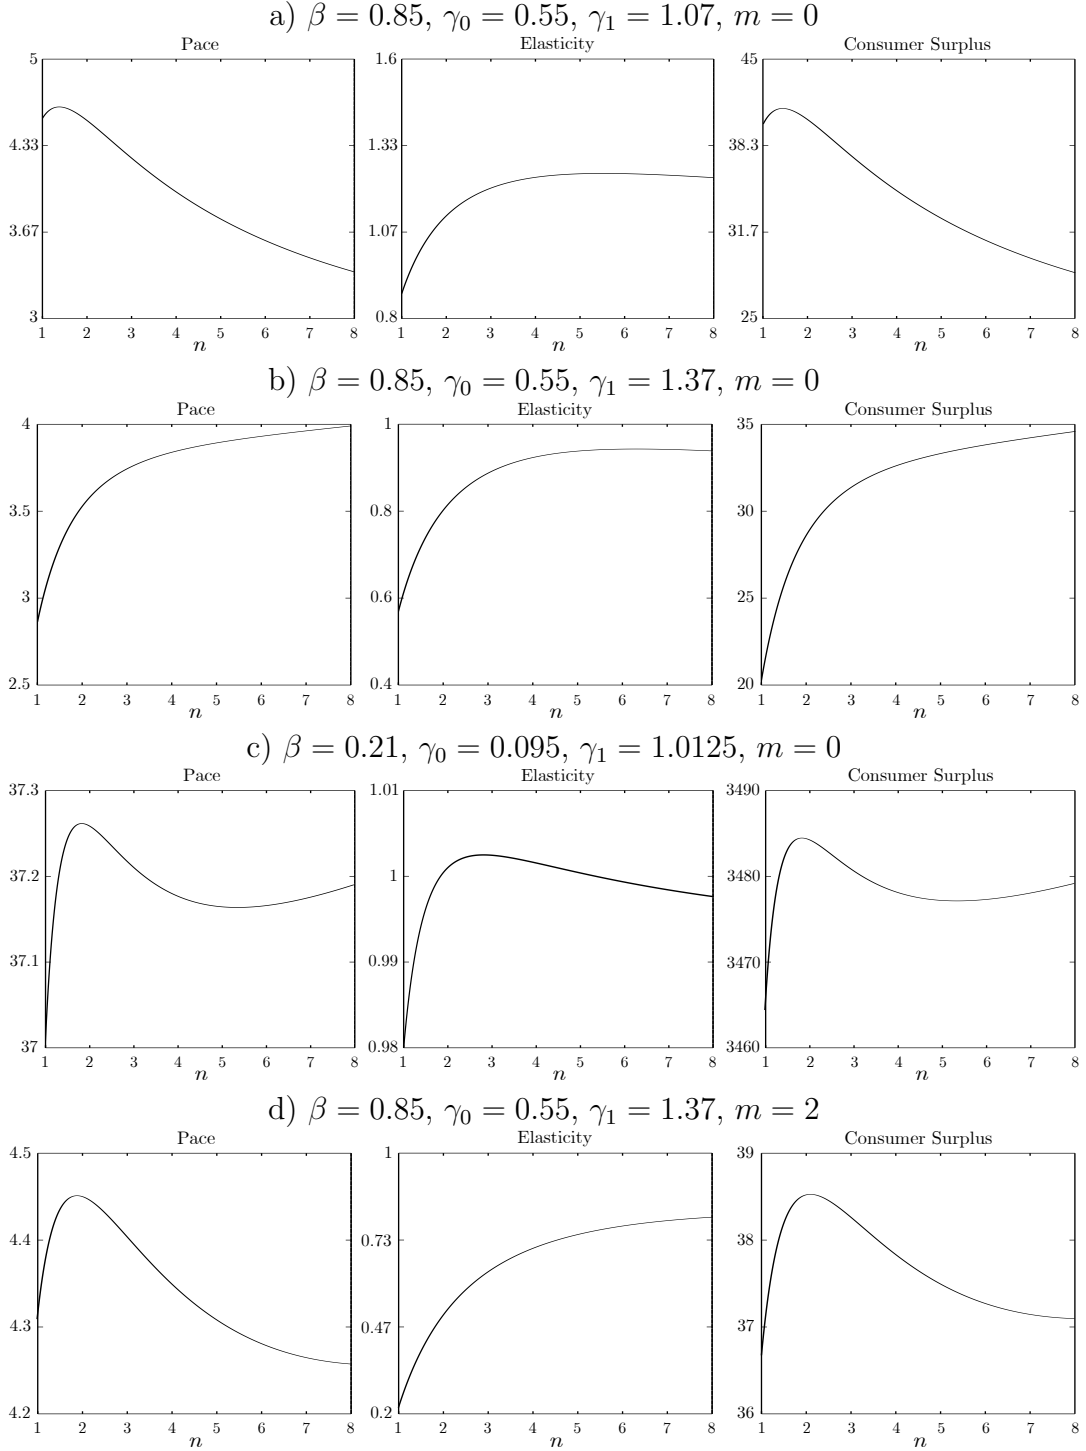 a) β = 0.85, γ₀ = 0.55, γ₁ = 1.07, m = 0
Pace Elasticity Consumer Surplus
5 1.6 45
4.33 1.33 38.3
3.67 1.07 31.7
3 0.8 25
1 2 3 4 5 6 7 8 1 2 3 4 5 6 7 8 1 2 3 4 5 6 7 8
n n n
b) β = 0.85, γ₀ = 0.55, γ₁ = 1.37, m = 0
Pace Elasticity Consumer Surplus
4 1 35
3.5 0.8 30
3 0.6 25
2.5 0.4 20
1 2 3 4 5 6 7 8 1 2 3 4 5 6 7 8 1 2 3 4 5 6 7 8
n n n
c) β = 0.21, γ₀ = 0.095, γ₁ = 1.0125, m = 0
Pace Elasticity Consumer Surplus
37.3 1.01 3490
37.2 1 3480
37.1 0.99 3470
37 0.98 3460
1 2 3 4 5 6 7 8 1 2 3 4 5 6 7 8 1 2 3 4 5 6 7 8
n n n
d) β = 0.85, γ₀ = 0.55, γ₁ = 1.37, m = 2
Pace Elasticity Consumer Surplus
4.5 1 39
4.4 0.73 38
4.3 0.47 37
4.2 0.2 36
1 2 3 4 5 6 7 8 1 2 3 4 5 6 7 8 1 2 3 4 5 6 7 8
n n n